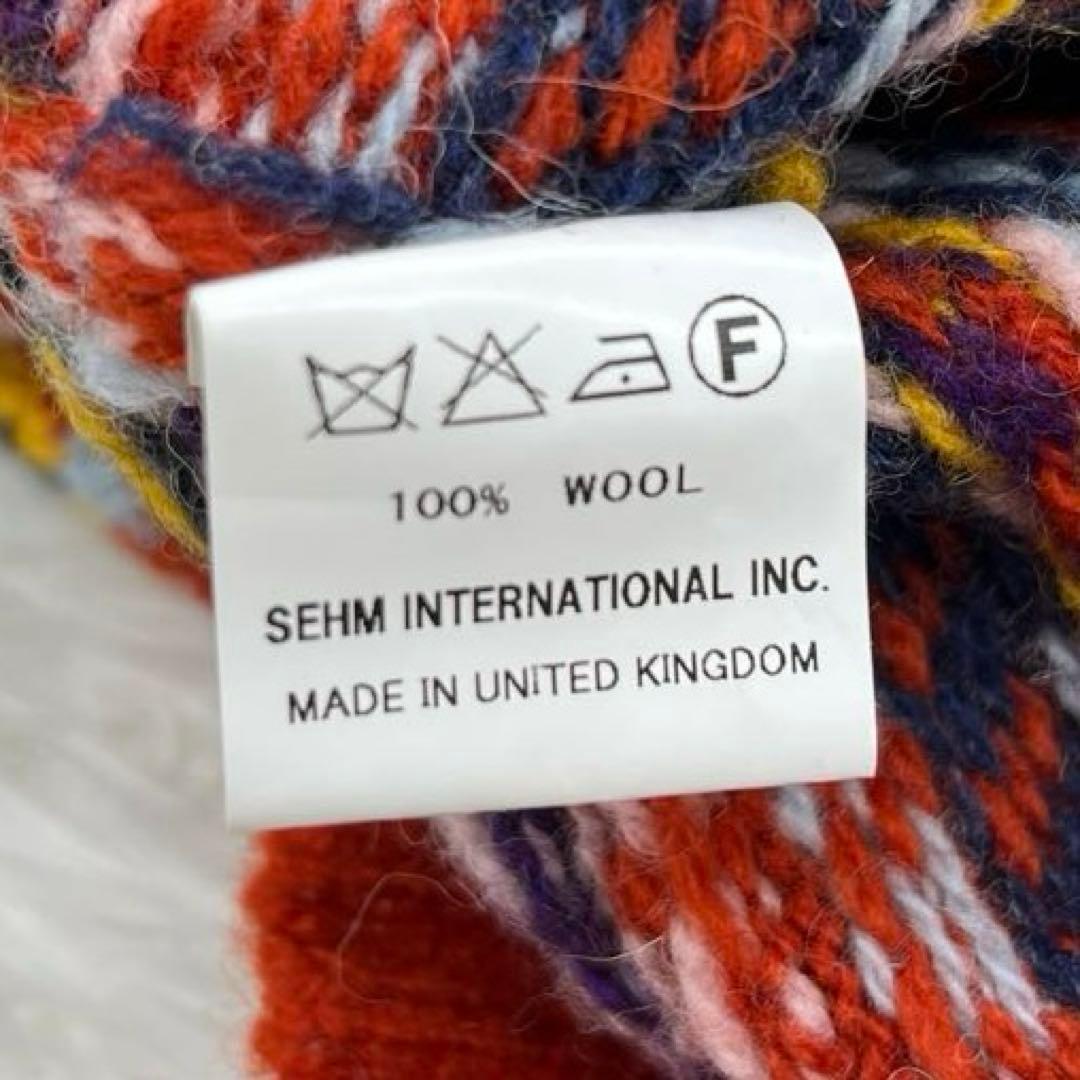 F
100% WOOL
SEHM INTERNATIONAL INC.
MADE IN UNITED KINGDOM